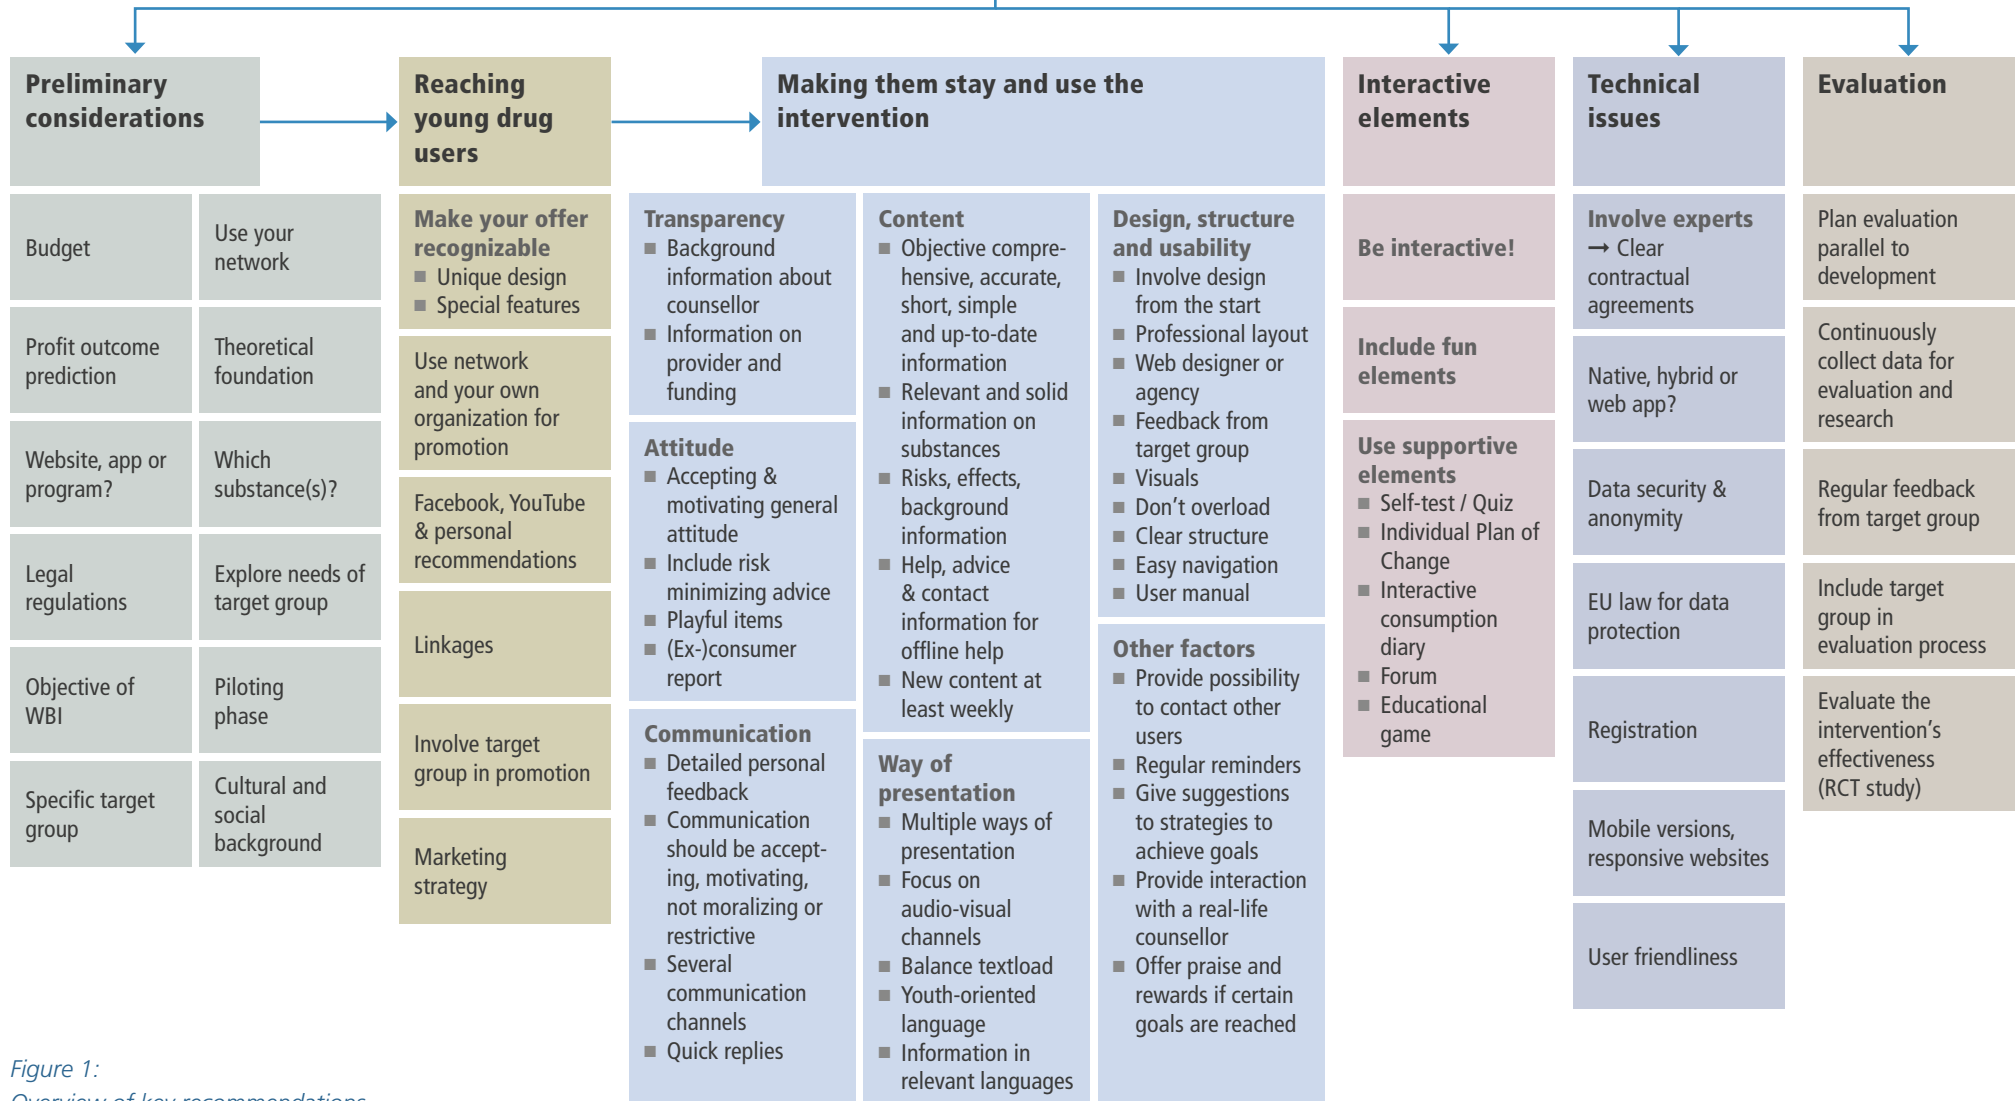 Preliminary
considerations
Budget
Use your
network
Profit outcome
prediction
Theoretical
foundation
Website, app or
program?
Which
substance(s)?
Legal
regulations
Explore needs of
target group
Objective of
WBI
Piloting
phase
Specific target
group
Cultural and
social
background
Reaching
young drug
users
Make your offer
recognizable
■ Unique design
■ Special features
Use network
and your own
organization for
promotion
Facebook, YouTube
& personal
recommendations
Linkages
Involve target
group in promotion
Marketing
strategy
Making them stay and use the
intervention
Transparency
■ Background
information about
counsellor
■ Information on
provider and
funding
Attitude
■ Accepting &
motivating general
attitude
■ Include risk
minimizing advice
■ Playful items
■ (Ex-)consumer
report
Communication
■ Detailed personal
feedback
■ Communication
should be accept-
ing, motivating,
not moralizing or
restrictive
■ Several
communication
channels
■ Quick replies
Content
■ Objective compre-
hensive, accurate,
short, simple
and up-to-date
information
■ Relevant and solid
information on
substances
■ Risks, effects,
background
information
■ Help, advice
& contact
information for
offline help
■ New content at
least weekly
Way of
presentation
■ Multiple ways of
presentation
■ Focus on
audio-visual
channels
■ Balance textload
■ Youth-oriented
language
■ Information in
relevant languages
Design, structure
and usability
■ Involve design
from the start
■ Professional layout
■ Web designer or
agency
■ Feedback from
target group
■ Visuals
■ Don’t overload
■ Clear structure
■ Easy navigation
■ User manual
Other factors
■ Provide possibility
to contact other
users
■ Regular reminders
■ Give suggestions
to strategies to
achieve goals
■ Provide interaction
with a real-life
counsellor
■ Offer praise and
rewards if certain
goals are reached
Interactive
elements
Be interactive!
Include fun
elements
Use supportive
elements
■ Self-test / Quiz
■ Individual Plan of
Change
■ Interactive
consumption
diary
■ Forum
■ Educational
game
Technical
issues
Involve experts
→ Clear
contractual
agreements
Native, hybrid or
web app?
Data security &
anonymity
EU law for data
protection
Registration
Mobile versions,
responsive websites
User friendliness
Evaluation
Plan evaluation
parallel to
development
Continuously
collect data for
evaluation and
research
Regular feedback
from target group
Include target
group in
evaluation process
Evaluate the
intervention’s
effectiveness
(RCT study)
Figure 1:
Overview of key recommendations